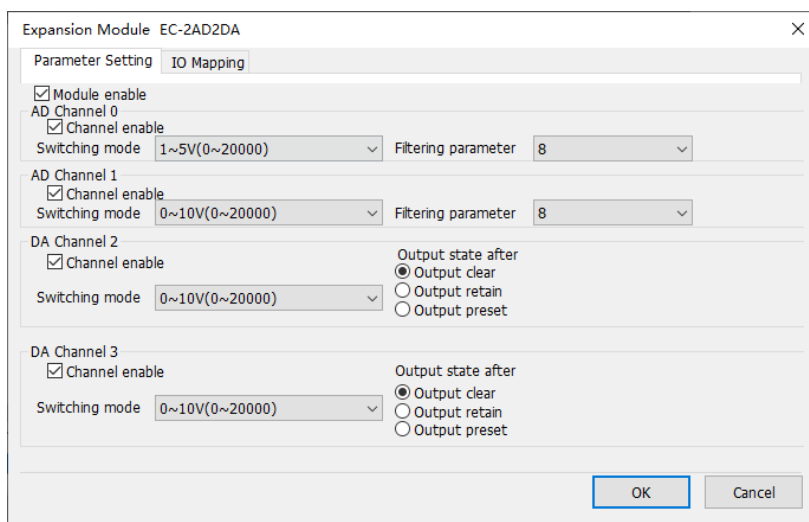 Expansion Module EC-2AD2DA
Parameter Setting IO Mapping
Module enable
AD Channel 0
Channel enable
Switching mode 1~5V(0~20000) Filtering parameter 8
AD Channel 1
Channel enable
Switching mode 0~10V(0~20000) Filtering parameter 8
DA Channel 2
Channel enable
Switching mode 0~10V(0~20000)
Output state after
Output clear
Output retain
Output preset
DA Channel 3
Channel enable
Switching mode 0~10V(0~20000)
Output state after
Output clear
Output retain
Output preset
OK Cancel